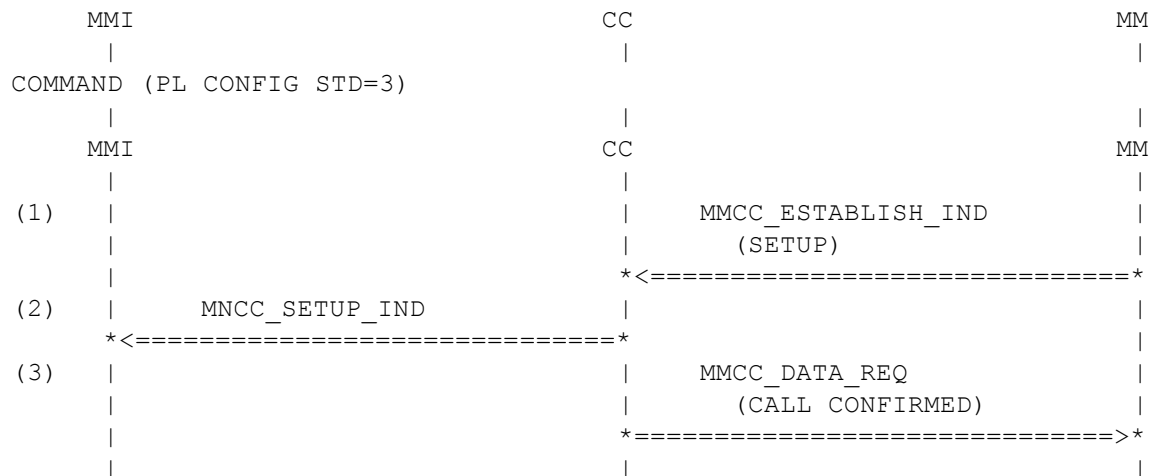 MMI CC MM
COMMAND (PL CONFIG STD=3)
MMI CC MM
(1) MMCC_ESTABLISH_IND
(SETUP)
*<==============================*
(2) MNCC_SETUP_IND
*<==============================*
(3) MMCC_DATA_REQ
(CALL CONFIRMED)
*==============================>*